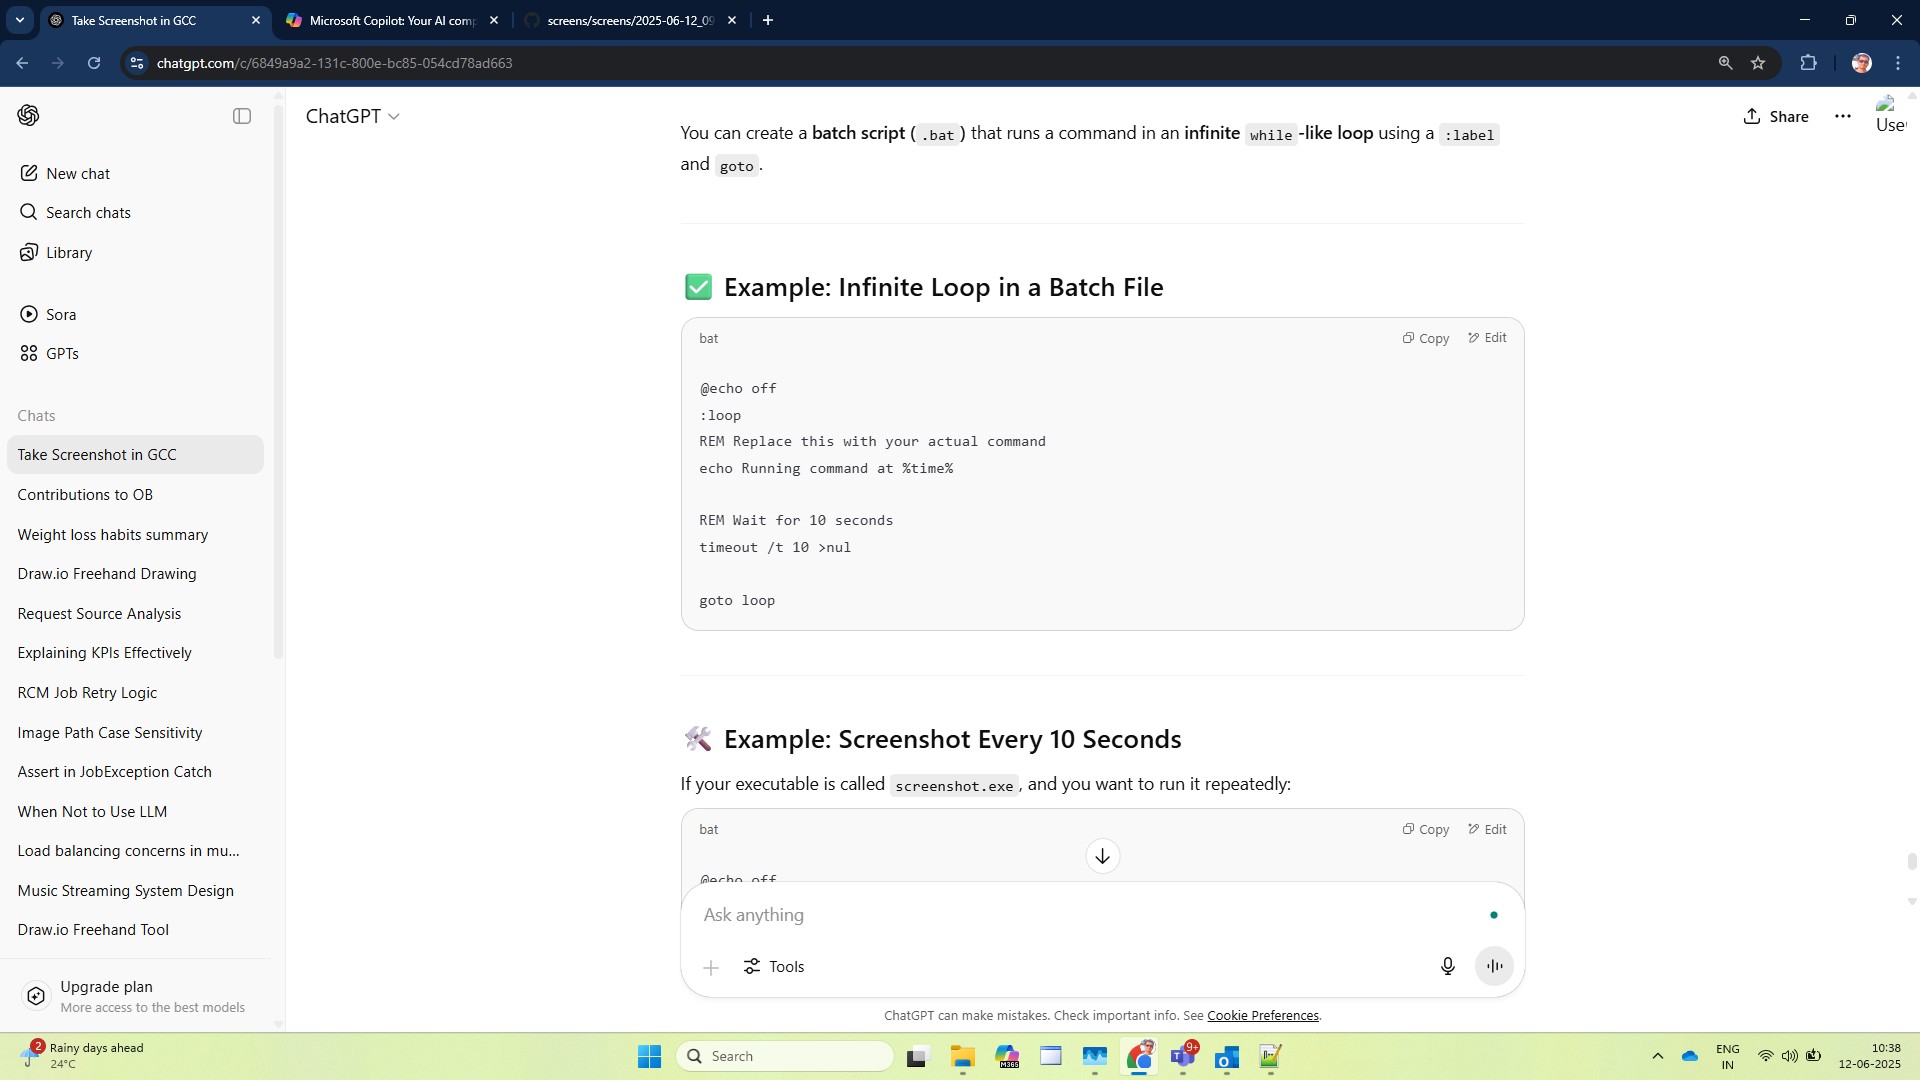 Take Screenshot in GCC
Microsoft Copilot: Your AI comp
screens/screens/2025-06-12_09
chatgpt.com/c/6849a9a2-131c-800e-bc85-054cd78ad663
New chat
Search chats
Library
Sora
GPTs
Chats
Take Screenshot in GCC
Contributions to OB
Weight loss habits summary
Draw.io Freehand Drawing
Request Source Analysis
Explaining KPIs Effectively
RCM Job Retry Logic
Image Path Case Sensitivity
Assert in JobException Catch
When Not to Use LLM
Load balancing concerns in mu...
Music Streaming System Design
Draw.io Freehand Tool
Upgrade plan
More access to the best models
ChatGPT
Share
User
You can create a batch script (.bat) that runs a command in an infinite while-like loop using a :label
and goto.
✅ Example: Infinite Loop in a Batch File
bat
Copy
Edit
@echo off
:loop
REM Replace this with your actual command
echo Running command at %time%
REM Wait for 10 seconds
timeout /t 10 >nul
goto loop
🛠️ Example: Screenshot Every 10 Seconds
If your executable is called screenshot.exe, and you want to run it repeatedly:
bat
Copy
Edit
@echo off
Ask anything
Tools
ChatGPT can make mistakes. Check important info. See Cookie Preferences.
2
Rainy days ahead
24°C
Search
M365
9+
ENG
IN
10:38
12-06-2025